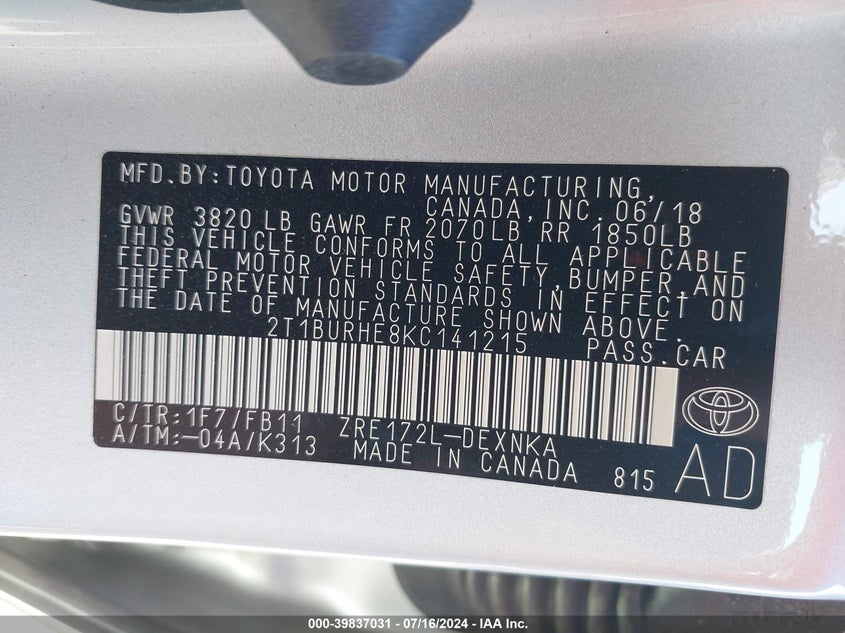 MFD.BY:TOYOTA MOTOR MANUFACTURING,
CANADA,INC. 06/18
GVWR 3820LB GAWR FR 2070LB RR 1850LB
THIS VEHICLE CONFORMS TO ALL APPLICABLE
FEDERAL MOTOR VEHICLE SAFETY,BUMPER,AND
THEFT PREVENTION STANDARDS IN EFFECT ON
THE DATE OF MANUFACTURE SHOWN ABOVE.
2T1BURHE8KC141215 PASS.CAR
C/TR:1F7/FB11 ZRE172L-DEXNKA
A/TM:-04A/K313 MADE IN CANADA 815 AD
000-39837031 - 07/16/2024 - IAA Inc.